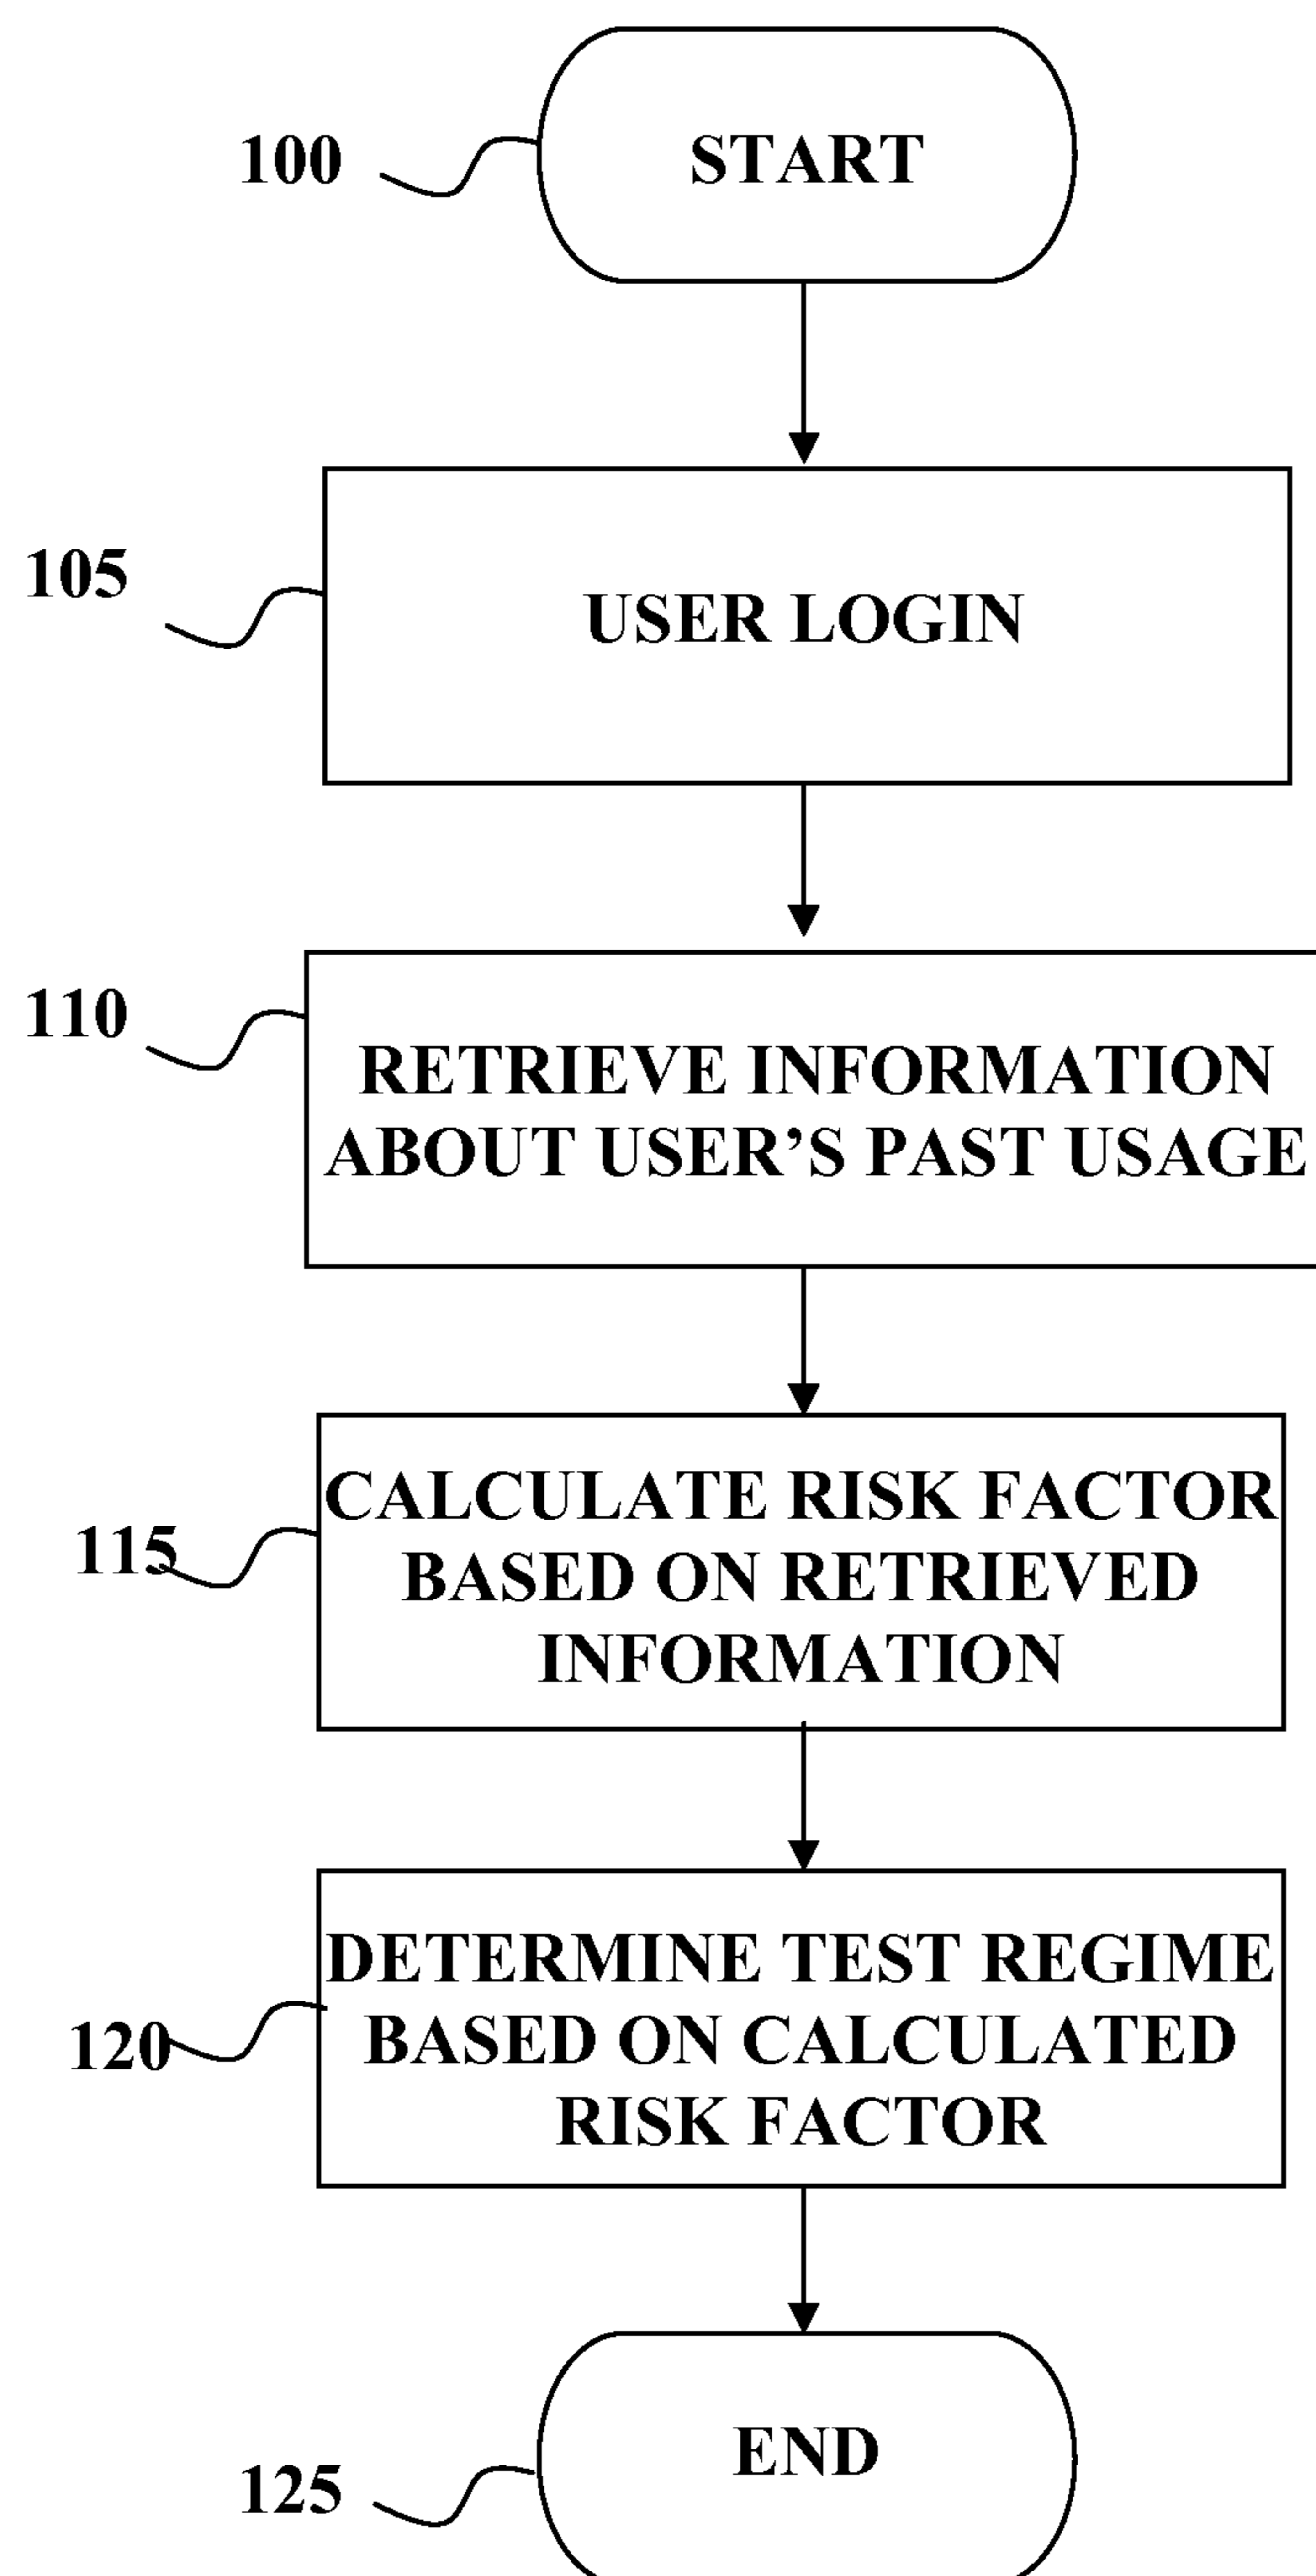 100
START
105
USER LOGIN
110
RETRIEVE INFORMATION
ABOUT USER’S PAST USAGE
CALCULATE RISK FACTOR
115
BASED ON RETRIEVED
INFORMATION
DETERMINE TEST REGIME
120
BASED ON CALCULATED
RISK FACTOR
END
125